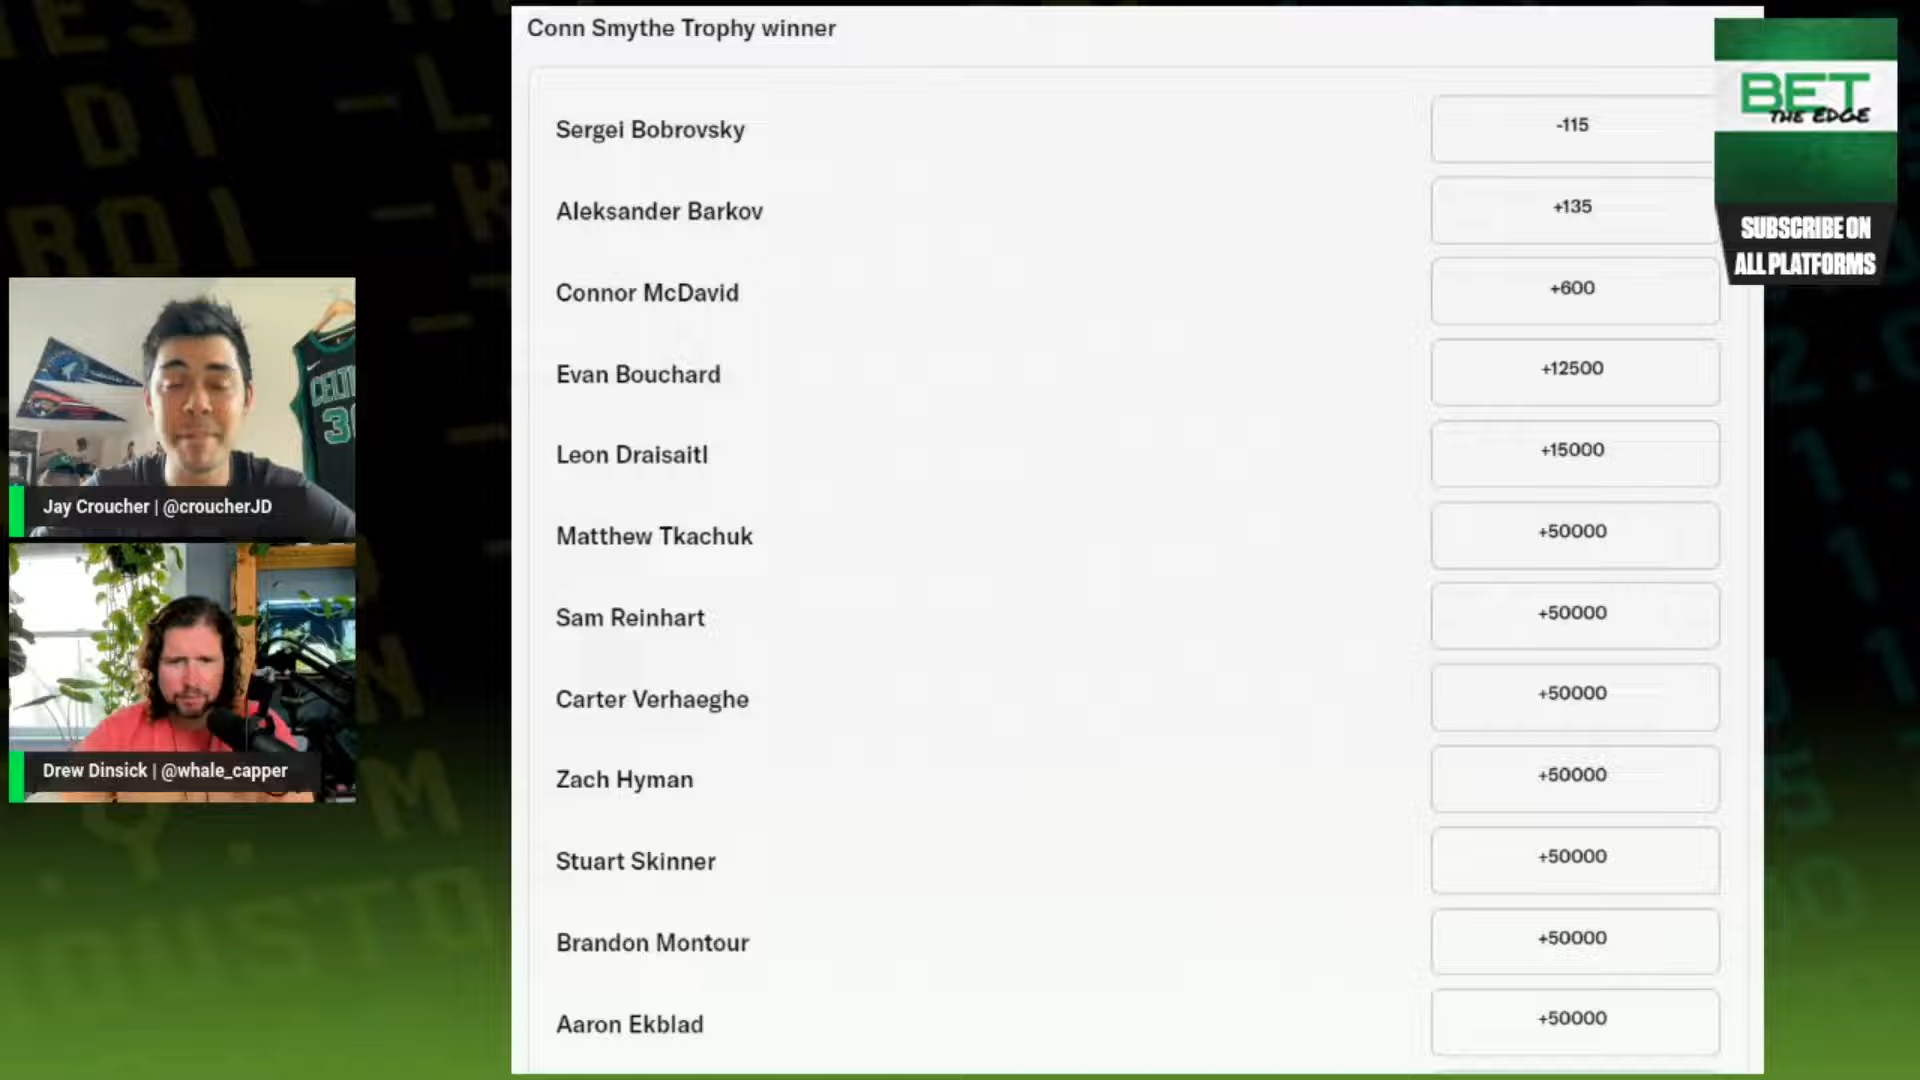 Conn Smythe Trophy winner
Sergei Bobrovsky -115
Aleksander Barkov +135
Connor McDavid +600
Evan Bouchard +12500
Leon Draisaitl +15000
Matthew Tkachuk +50000
Sam Reinhart +50000
Carter Verhaeghe +50000
Zach Hyman +50000
Stuart Skinner +50000
Brandon Montour +50000
Aaron Ekblad +50000
BET
THE EDGE
SUBSCRIBE ON
ALL PLATFORMS
Jay Croucher | @croucherJD
Drew Dinsick | @whale_capper